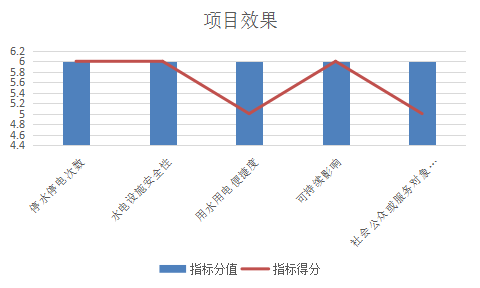 项目效果
6.2
6
5.8
5.6
5.4
5.2
5
4.8
4.6
4.4
停水停电次数
水电设施安全性
用水用电便捷度
可持续影响
社会公众或服务对象…
指标分值
指标得分